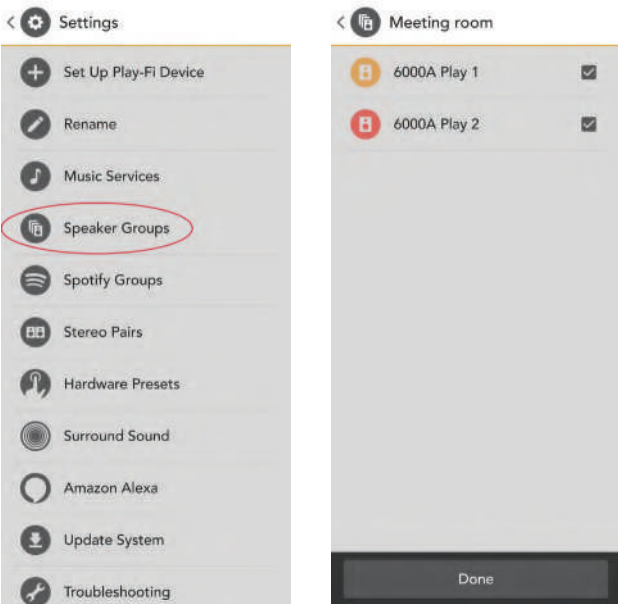 Settings
Set Up Play-Fi Device
Rename
Music Services
Speaker Groups
Spotify Groups
Stereo Pairs
Hardware Presets
Surround Sound
Amazon Alexa
Update System
Troubleshooting
Meeting room
6000A Play 1
6000A Play 2
Done